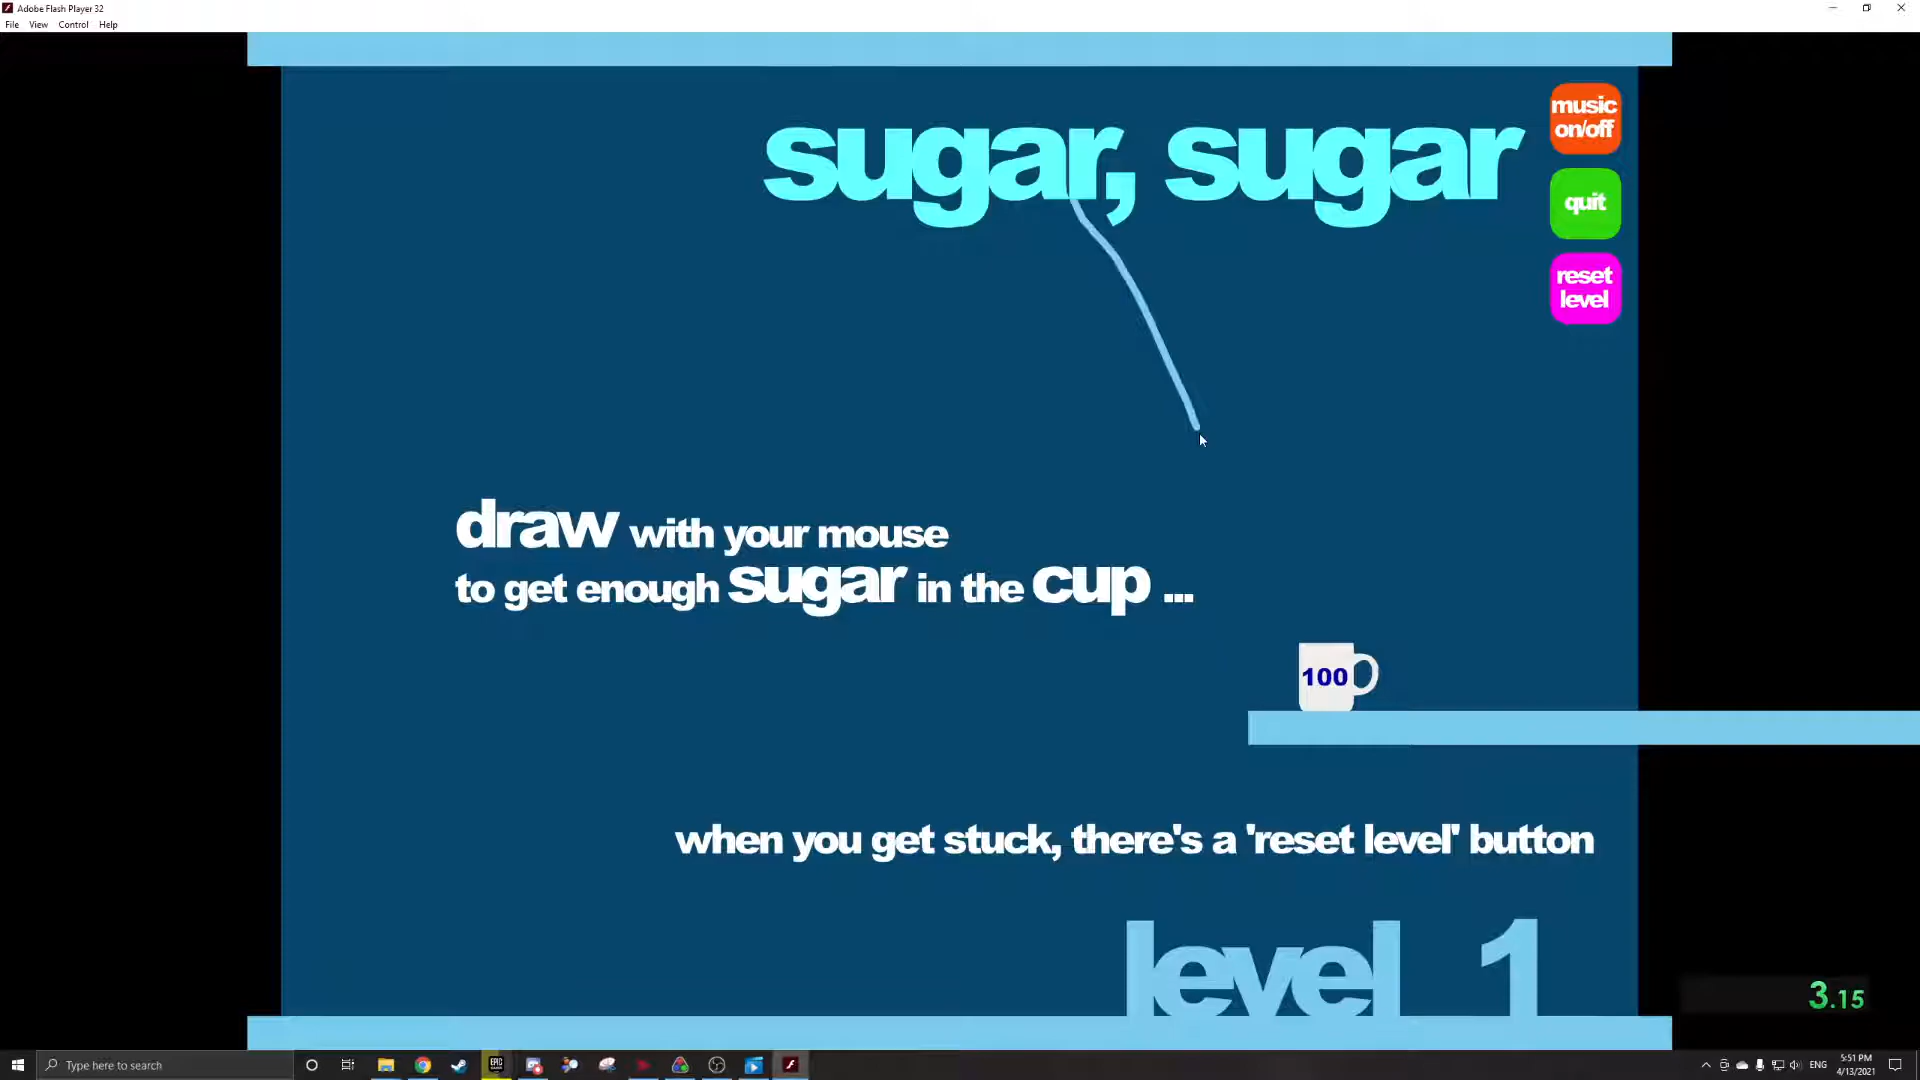 Adobe Flash Player 32
File View Control Help
sugar, sugar
music
on/off
quit
reset
level
draw with your mouse
to get enough sugar in the cup ...
100
when you get stuck, there's a 'reset level' button
level 1
3.15
Type here to search
EPIC
ENG
5:51 PM
4/13/2021